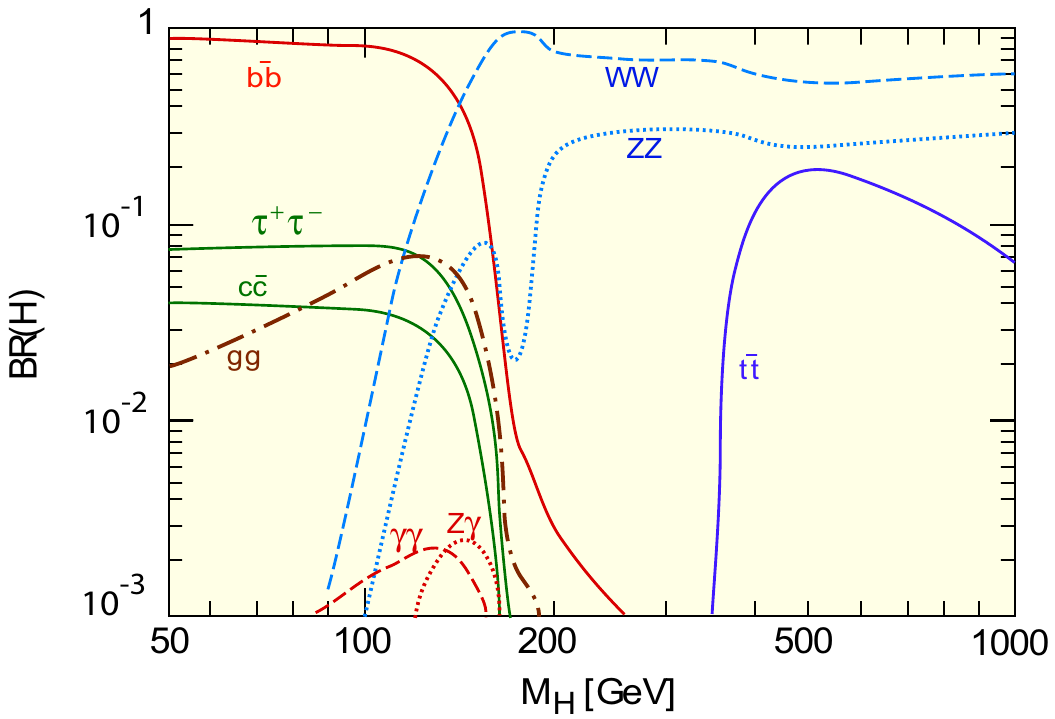 1
bb̄
WW
ZZ
10⁻¹
τ⁺τ⁻
cc̄
BR(H)
gg
tt̄
10⁻²
γγ
Zγ
10⁻³
50 100 200 500 1000
M_H [GeV]